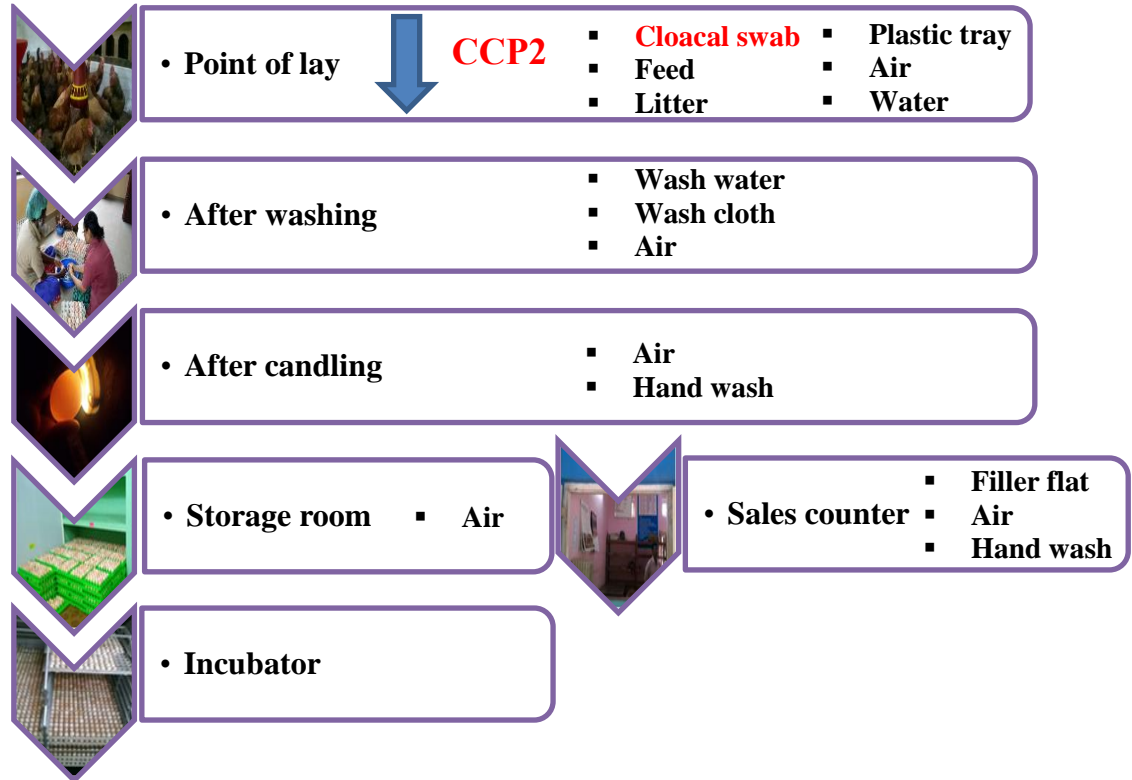 • Point of lay
CCP2
▪ Cloacal swab
▪ Feed
▪ Litter
▪ Plastic tray
▪ Air
▪ Water
• After washing
▪ Wash water
▪ Wash cloth
▪ Air
• After candling
▪ Air
▪ Hand wash
• Storage room
▪ Air
• Sales counter
▪ Filler flat
▪ Air
▪ Hand wash
• Incubator